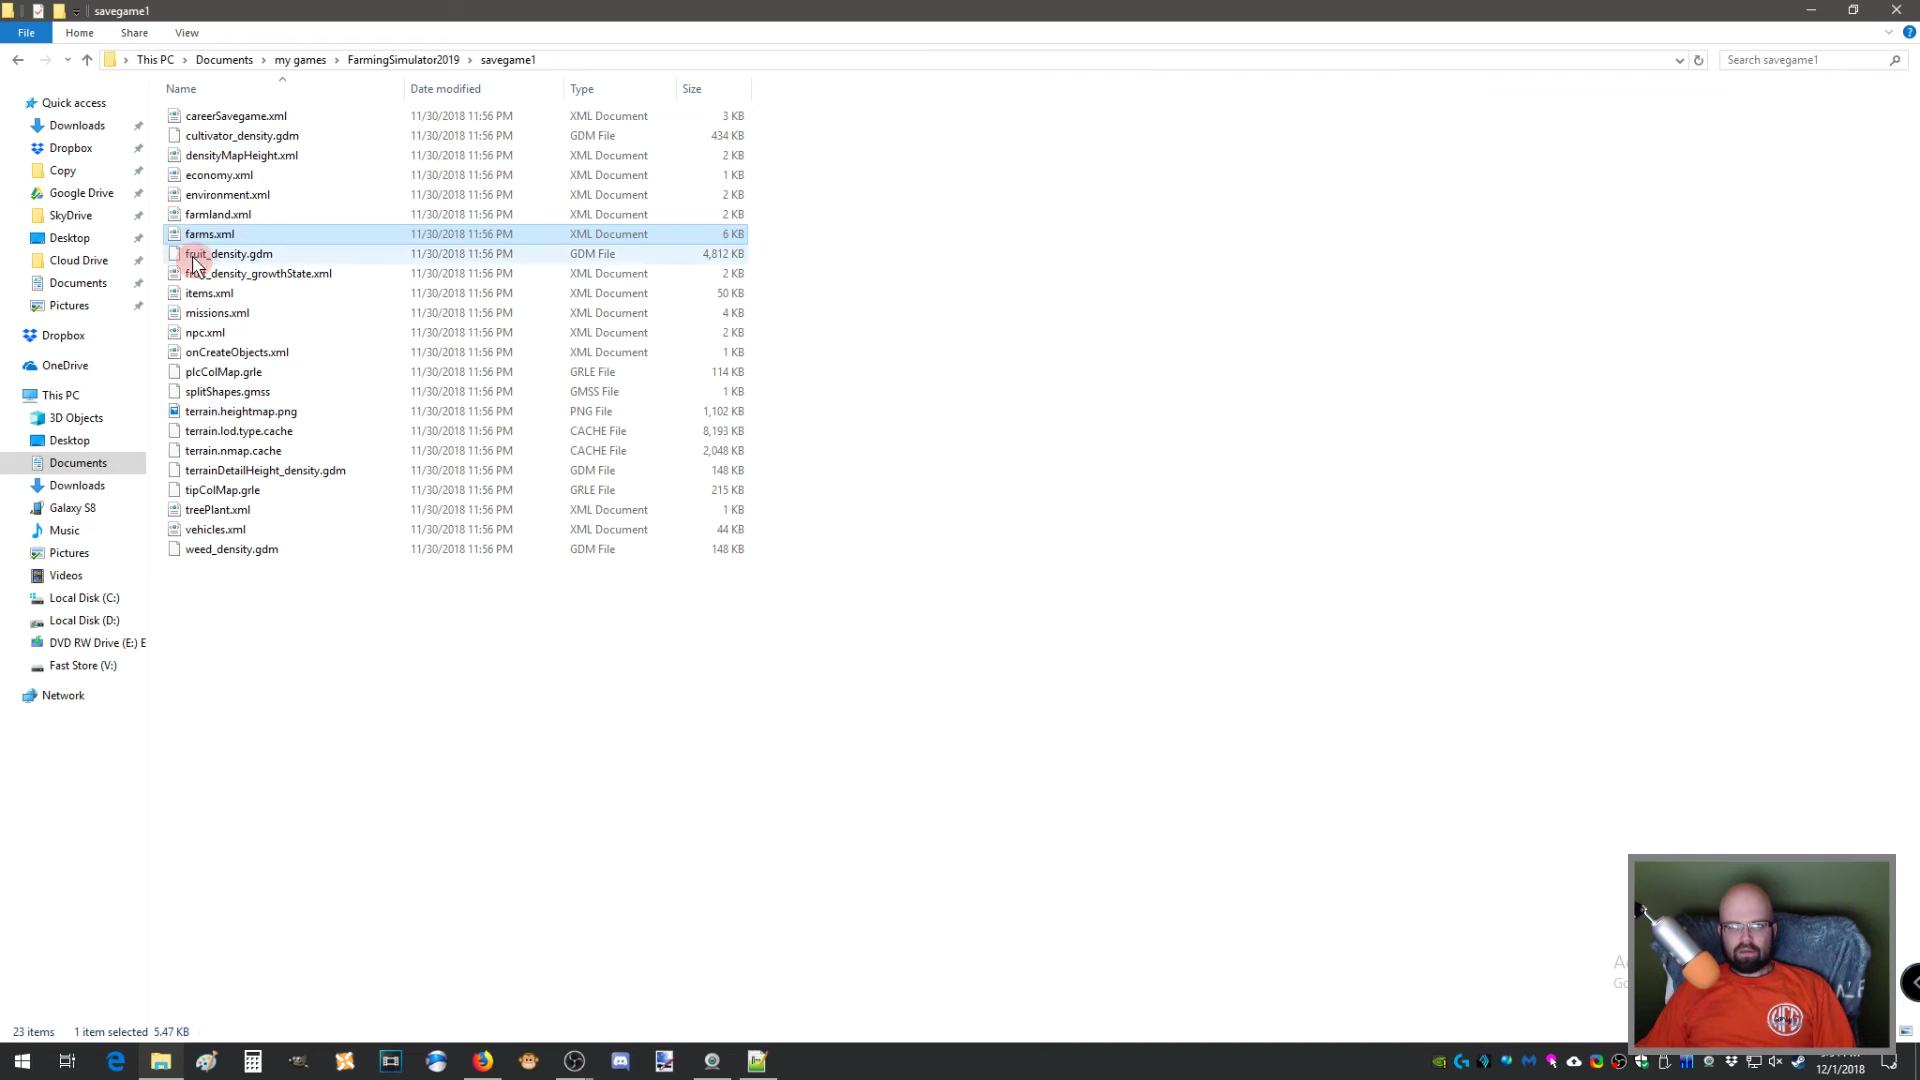 savegame1
File Home Share View
This PC Documents my games FarmingSimulator2019 savegame1 Search savegame1
Name Date modified Type Size
Quick access
Downloads
Dropbox
Copy
Google Drive
SkyDrive
Desktop
Cloud Drive
Documents
Pictures
Dropbox
OneDrive
This PC
3D Objects
Desktop
Documents
Downloads
Galaxy S8
Music
Pictures
Videos
Local Disk (C:)
Local Disk (D:)
DVD RW Drive (E:) E
Fast Store (V:)
Network
careerSavegame.xml 11/30/2018 11:56 PM XML Document 3 KB
cultivator_density.gdm 11/30/2018 11:56 PM GDM File 434 KB
densityMapHeight.xml 11/30/2018 11:56 PM XML Document 2 KB
economy.xml 11/30/2018 11:56 PM XML Document 1 KB
environment.xml 11/30/2018 11:56 PM XML Document 2 KB
farmland.xml 11/30/2018 11:56 PM XML Document 2 KB
farms.xml 11/30/2018 11:56 PM XML Document 6 KB
fruit_density.gdm 11/30/2018 11:56 PM GDM File 4,812 KB
fruit_density_growthState.xml 11/30/2018 11:56 PM XML Document 2 KB
items.xml 11/30/2018 11:56 PM XML Document 50 KB
missions.xml 11/30/2018 11:56 PM XML Document 4 KB
npc.xml 11/30/2018 11:56 PM XML Document 2 KB
onCreateObjects.xml 11/30/2018 11:56 PM XML Document 1 KB
plcColMap.grle 11/30/2018 11:56 PM GRLE File 114 KB
splitShapes.gmss 11/30/2018 11:56 PM GMSS File 1 KB
terrain.heightmap.png 11/30/2018 11:56 PM PNG File 1,102 KB
terrain.lod.type.cache 11/30/2018 11:56 PM CACHE File 8,193 KB
terrain.nmap.cache 11/30/2018 11:56 PM CACHE File 2,048 KB
terrainDetailHeight_density.gdm 11/30/2018 11:56 PM GDM File 148 KB
tipColMap.grle 11/30/2018 11:56 PM GRLE File 215 KB
treePlant.xml 11/30/2018 11:56 PM XML Document 1 KB
vehicles.xml 11/30/2018 11:56 PM XML Document 44 KB
weed_density.gdm 11/30/2018 11:56 PM GDM File 148 KB
23 items 1 item selected 5.47 KB
12/1/2018